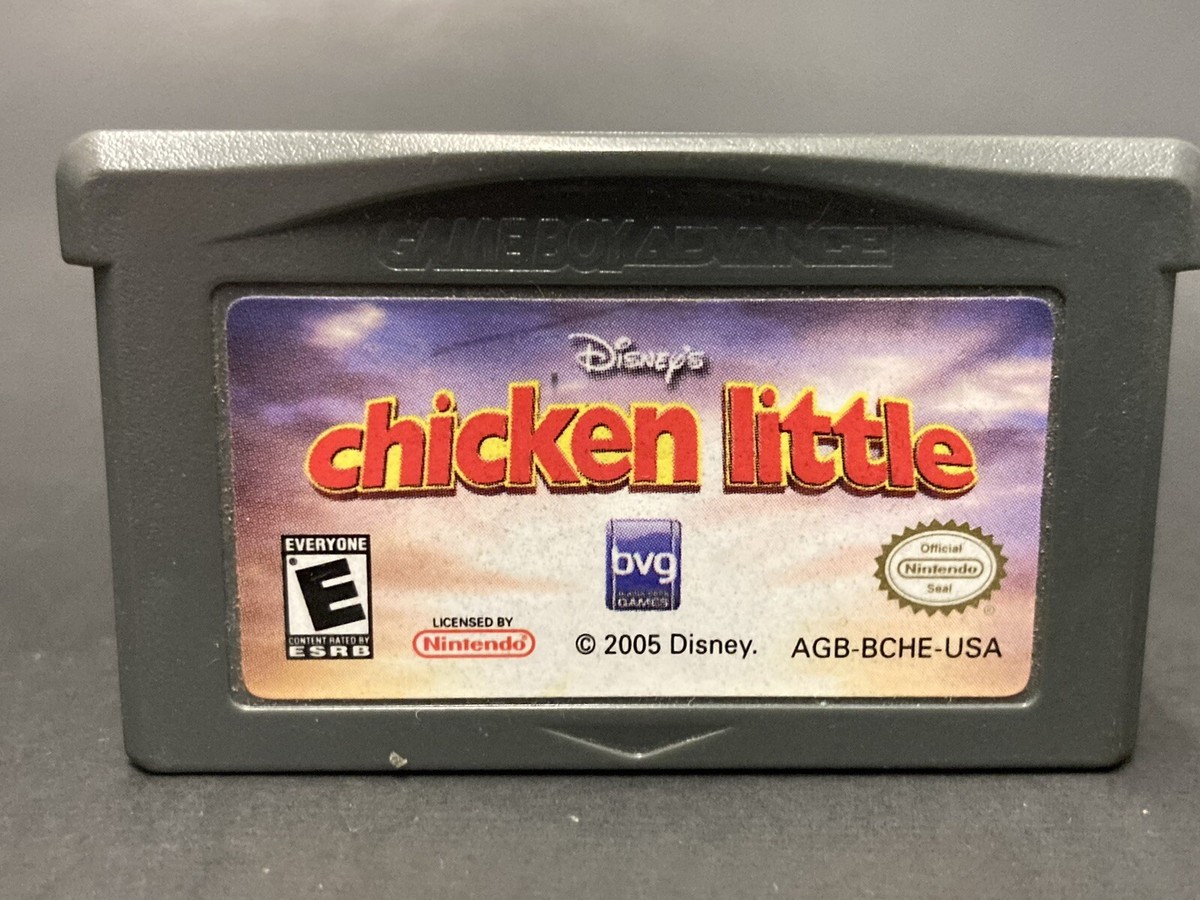 GAME BOY ADVANCE
Disney's
chicken little
EVERYONE
E
CONTENT RATED BY
ESRB
LICENSED BY
Nintendo®
bvg
GAMES
© 2005 Disney.
Official
Nintendo
Seal
®
AGB-BCHE-USA